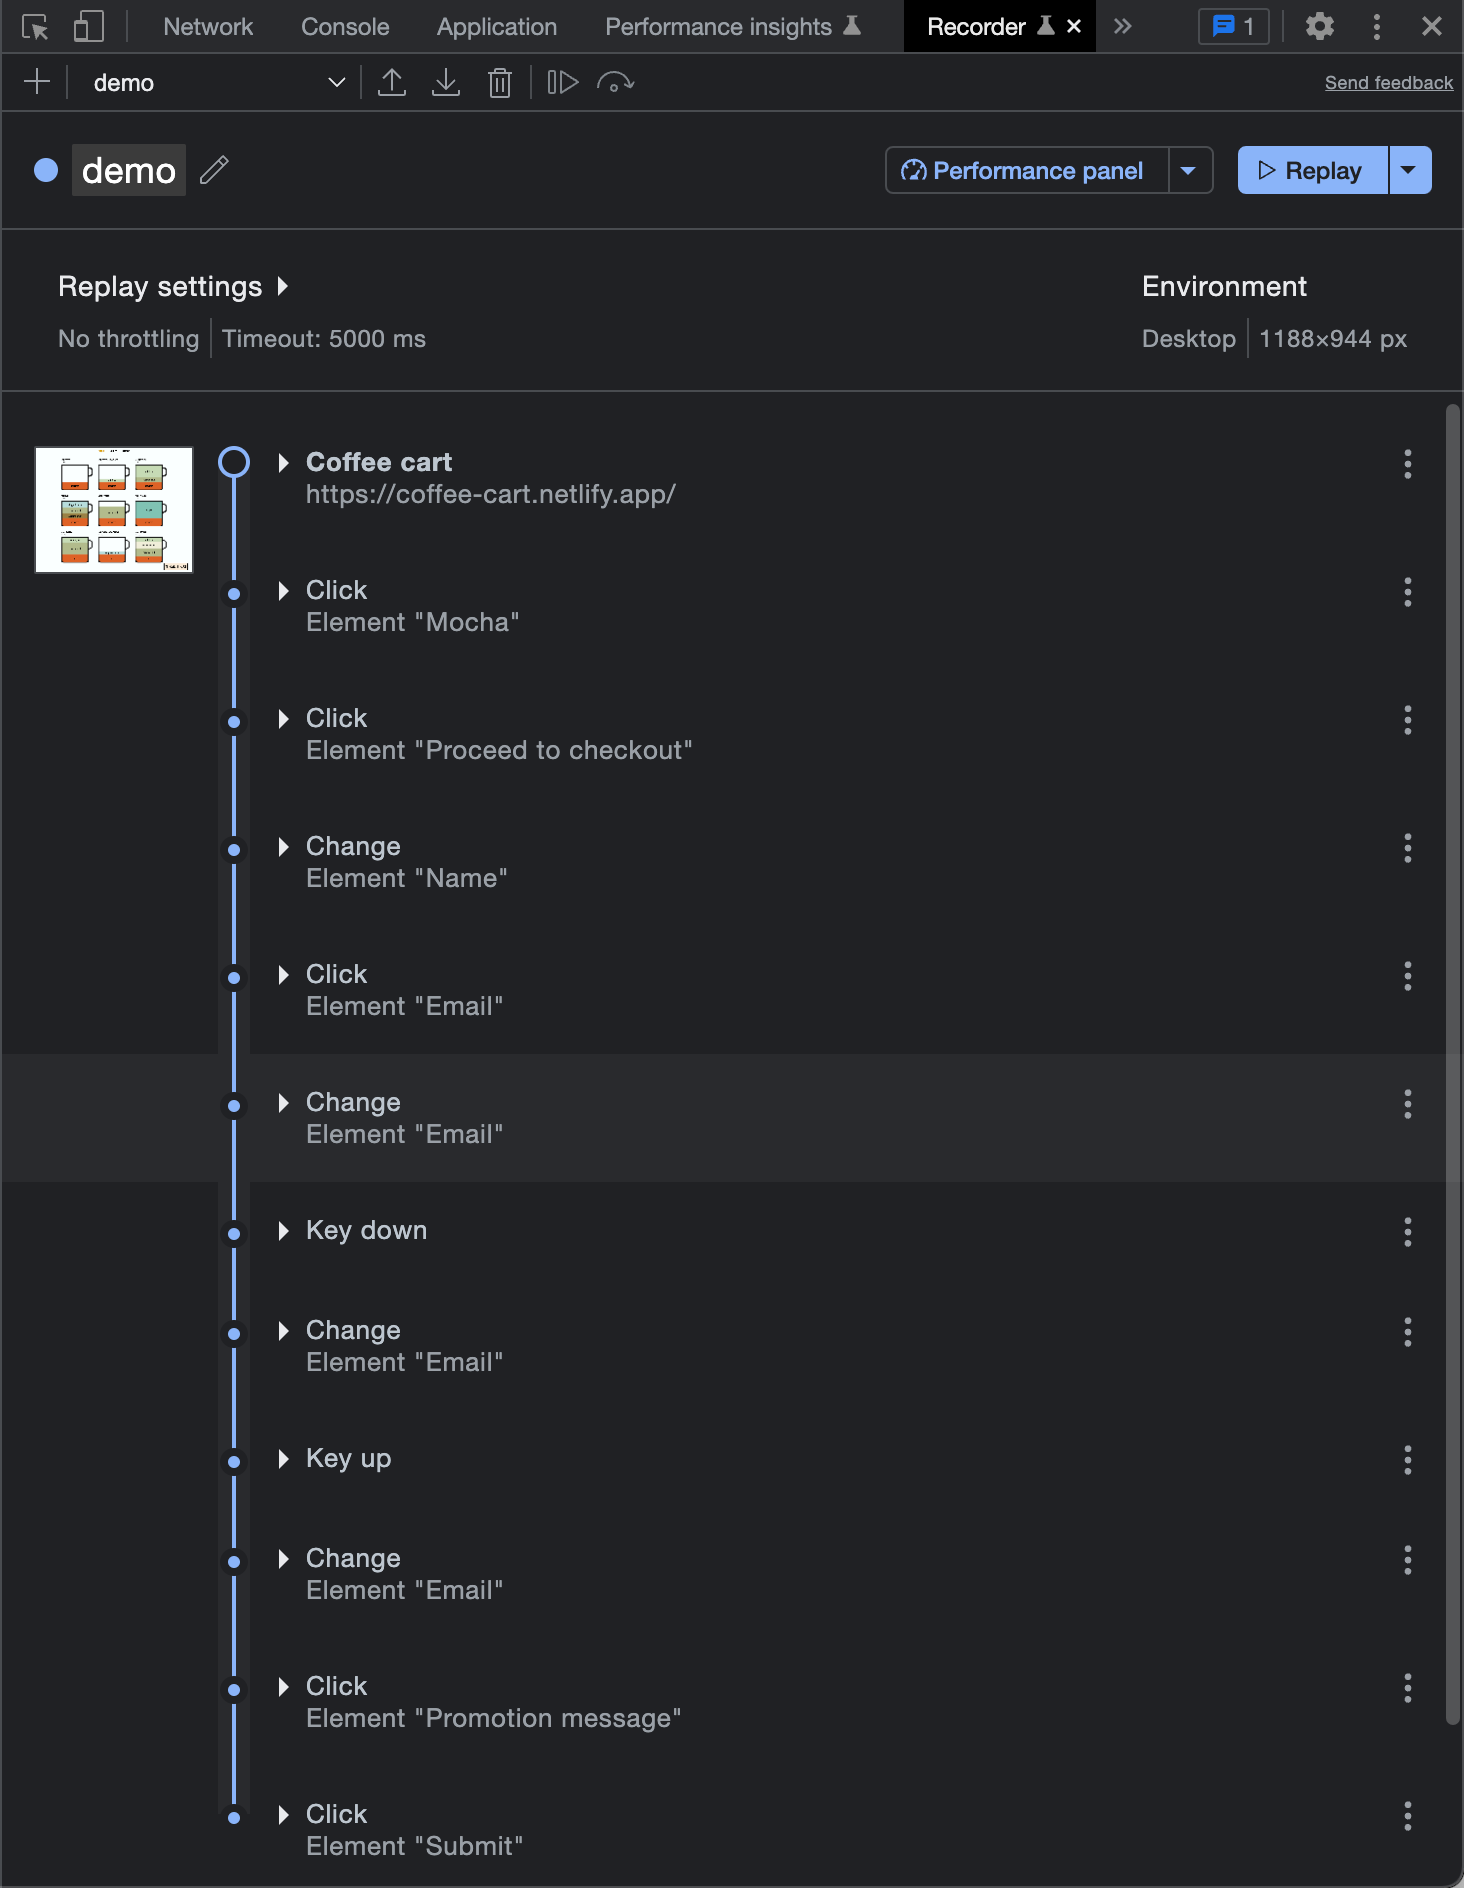 Network Console Application Performance insights Recorder 1
demo Send feedback
demo Performance panel Replay
Replay settings Environment
No throttling Timeout: 5000 ms Desktop 1188×944 px
Coffee cart
https://coffee-cart.netlify.app/
Click
Element "Mocha"
Click
Element "Proceed to checkout"
Change
Element "Name"
Click
Element "Email"
Change
Element "Email"
Key down
Change
Element "Email"
Key up
Change
Element "Email"
Click
Element "Promotion message"
Click
Element "Submit"